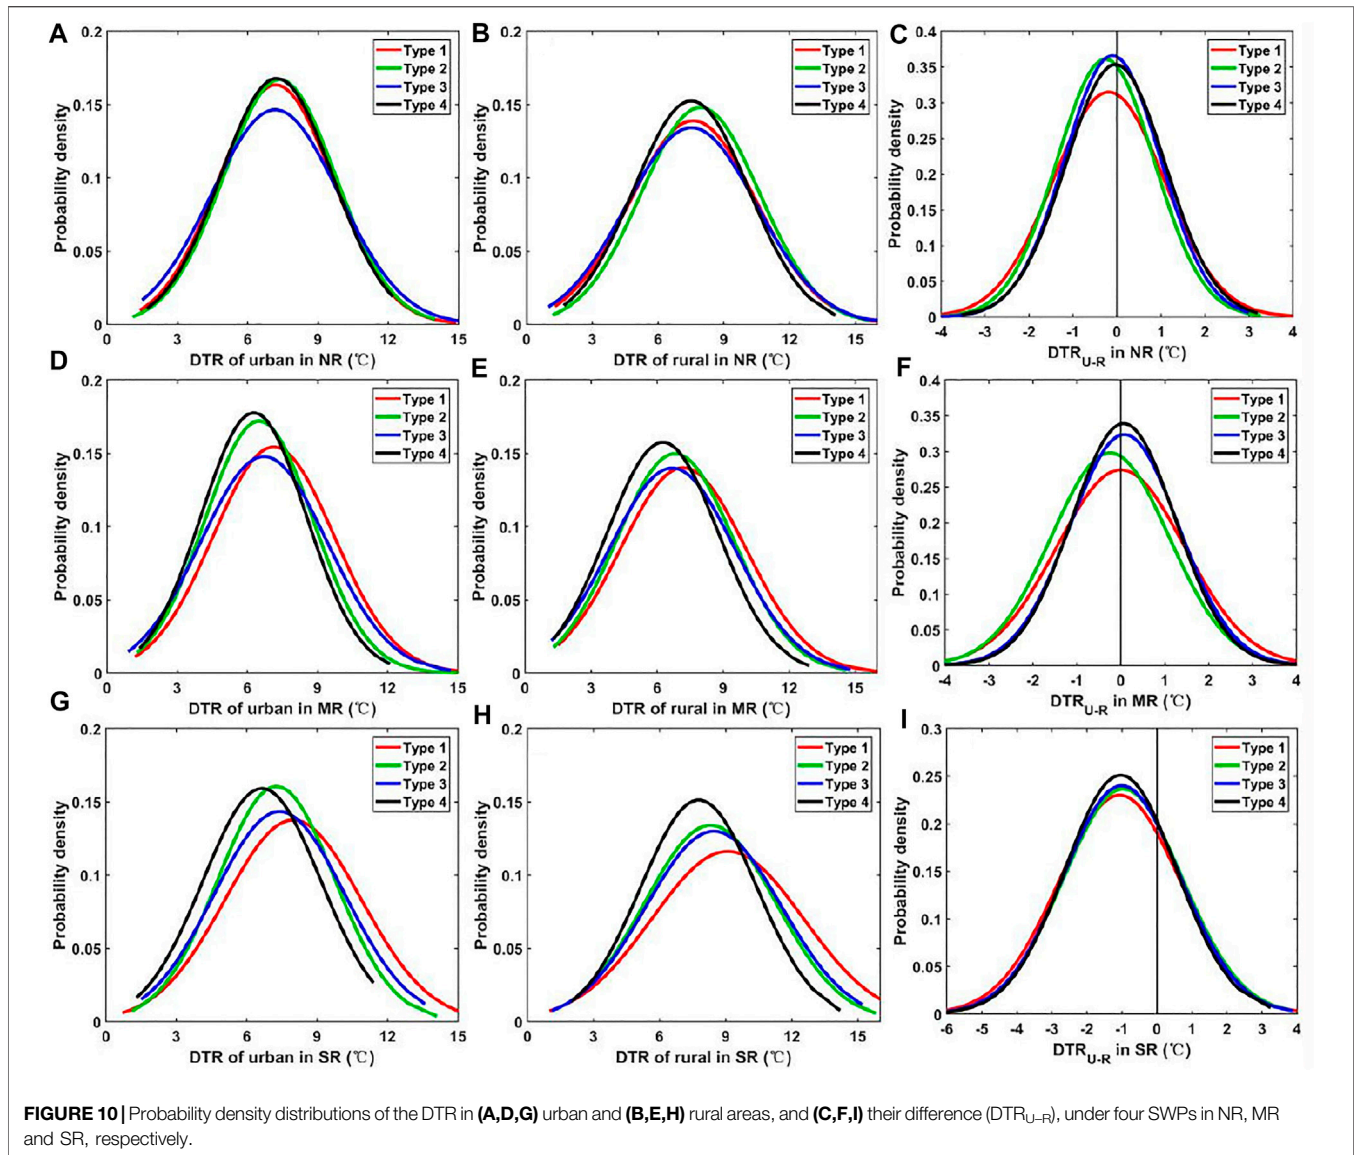 A
0.2
0.15
0.1
0.05
0
Probability density
0 3 6 9 12 15
DTR of urban in NR (℃)
Type 1
Type 2
Type 3
Type 4
B
0.2
0.15
0.1
0.05
0
Probability density
0 3 6 9 12 15
DTR of rural in NR (℃)
Type 1
Type 2
Type 3
Type 4
C
0.4
0.35
0.3
0.25
0.2
0.15
0.1
0.05
0
Probability density
-4 -3 -2 -1 0 1 2 3 4
DTRU-R in NR (℃)
Type 1
Type 2
Type 3
Type 4
D
0.2
0.15
0.1
0.05
0
Probability density
0 3 6 9 12 15
DTR of urban in MR (℃)
Type 1
Type 2
Type 3
Type 4
E
0.2
0.15
0.1
0.05
0
Probability density
0 3 6 9 12 15
DTR of rural in MR (℃)
Type 1
Type 2
Type 3
Type 4
F
0.4
0.35
0.3
0.25
0.2
0.15
0.1
0.05
0
Probability density
-4 -3 -2 -1 0 1 2 3 4
DTRU-R in MR (℃)
Type 1
Type 2
Type 3
Type 4
G
0.2
0.15
0.1
0.05
0
Probability density
0 3 6 9 12 15
DTR of urban in SR (℃)
Type 1
Type 2
Type 3
Type 4
H
0.2
0.15
0.1
0.05
0
Probability density
0 3 6 9 12 15
DTR of rural in SR (℃)
Type 1
Type 2
Type 3
Type 4
I
0.3
0.25
0.2
0.15
0.1
0.05
0
Probability density
-6 -5 -4 -3 -2 -1 0 1 2 3 4
DTRU-R in SR (℃)
Type 1
Type 2
Type 3
Type 4
FIGURE 10 | Probability density distributions of the DTR in (A,D,G) urban and (B,E,H) rural areas, and (C,F,I) their difference (DTRU–R), under four SWPs in NR, MR
and SR, respectively.